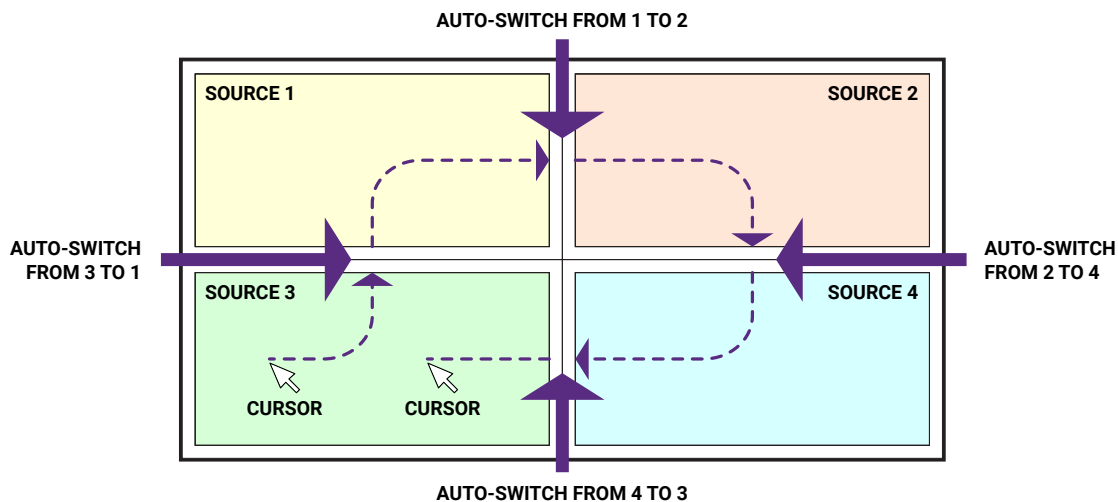 AUTO-SWITCH FROM 1 TO 2
SOURCE 1
SOURCE 2
AUTO-SWITCH
FROM 3 TO 1
AUTO-SWITCH
FROM 2 TO 4
SOURCE 3
SOURCE 4
CURSOR
CURSOR
AUTO-SWITCH FROM 4 TO 3